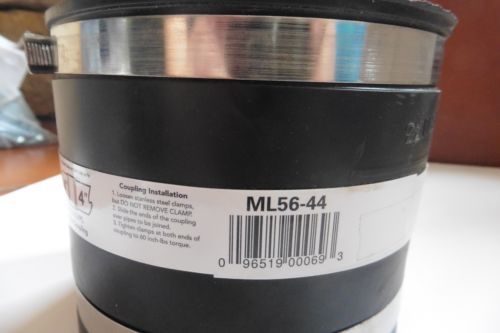 4"
Coupling Installation
1. Loosen stainless steel clamps,
but DO NOT REMOVE CLAMP.
2. Slide the ends of the coupling
over pipes to be joined.
3. Tighten clamps at both ends of
coupling to 60 inch-lbs torque.
ML56-44
0 96519 00069 3